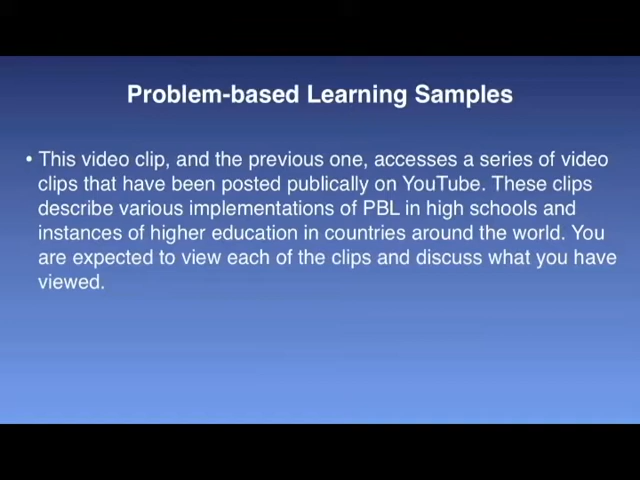 Problem-based Learning Samples
• This video clip, and the previous one, accesses a series of video
clips that have been posted publically on YouTube. These clips
describe various implementations of PBL in high schools and
instances of higher education in countries around the world. You
are expected to view each of the clips and discuss what you have
viewed.